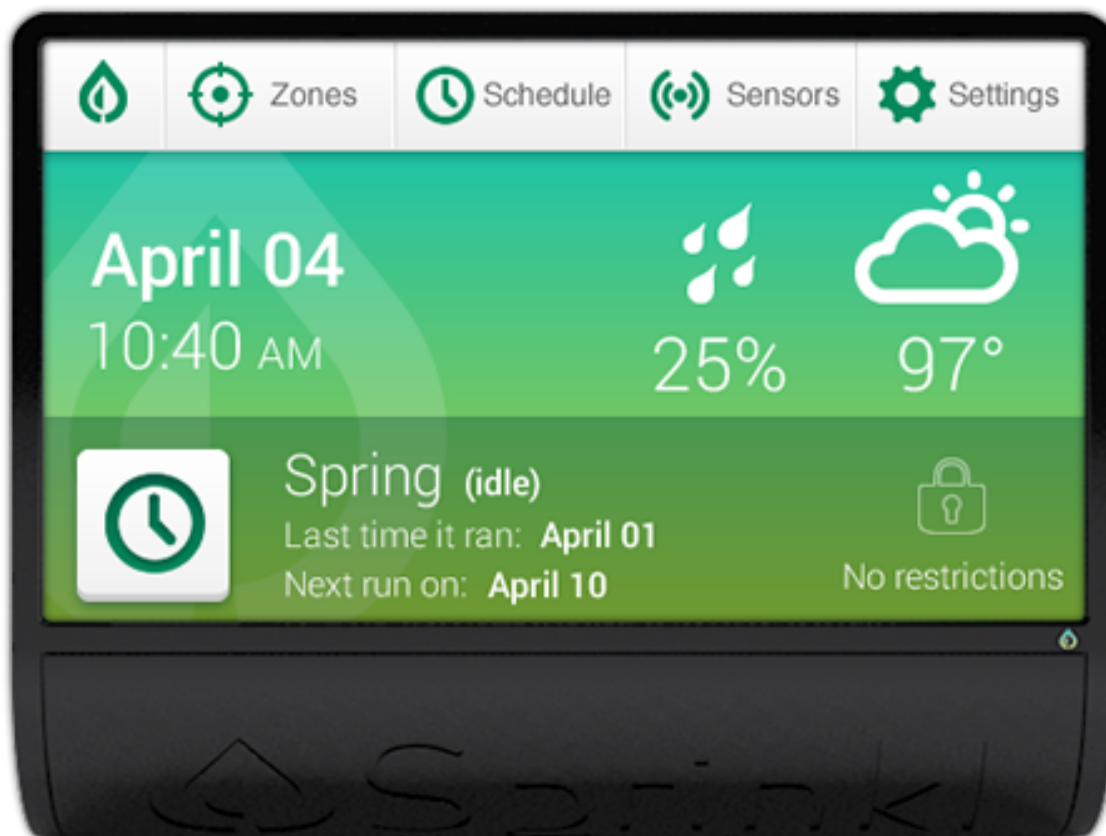 Zones
Schedule
Sensors
Settings
April 04
10:40 AM
25%
97°
Spring (idle)
Last time it ran: April 01
Next run on: April 10
No restrictions
Sprinkl